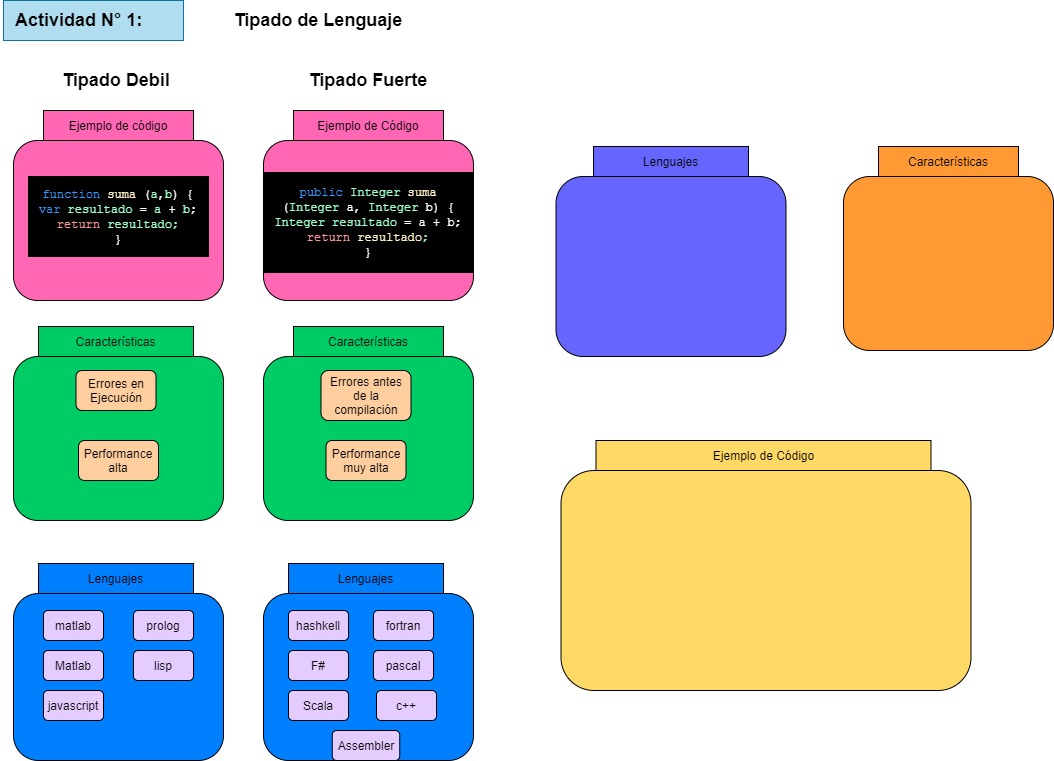 Actividad N° 1:
Tipado de Lenguaje
Tipado Debil
Tipado Fuerte
Ejemplo de código
function suma (a,b) {
var resultado = a + b;
return resultado;
}
Ejemplo de Código
public Integer suma
(Integer a, Integer b) {
Integer resultado = a + b;
return resultado;
}
Características
Errores en
Ejecución
Performance
alta
Características
Errores antes
de la
compilación
Performance
muy alta
Lenguajes
matlab
prolog
Matlab
lisp
javascript
Lenguajes
hashkell
fortran
F#
pascal
Scala
c++
Assembler
Lenguajes
Características
Ejemplo de Código